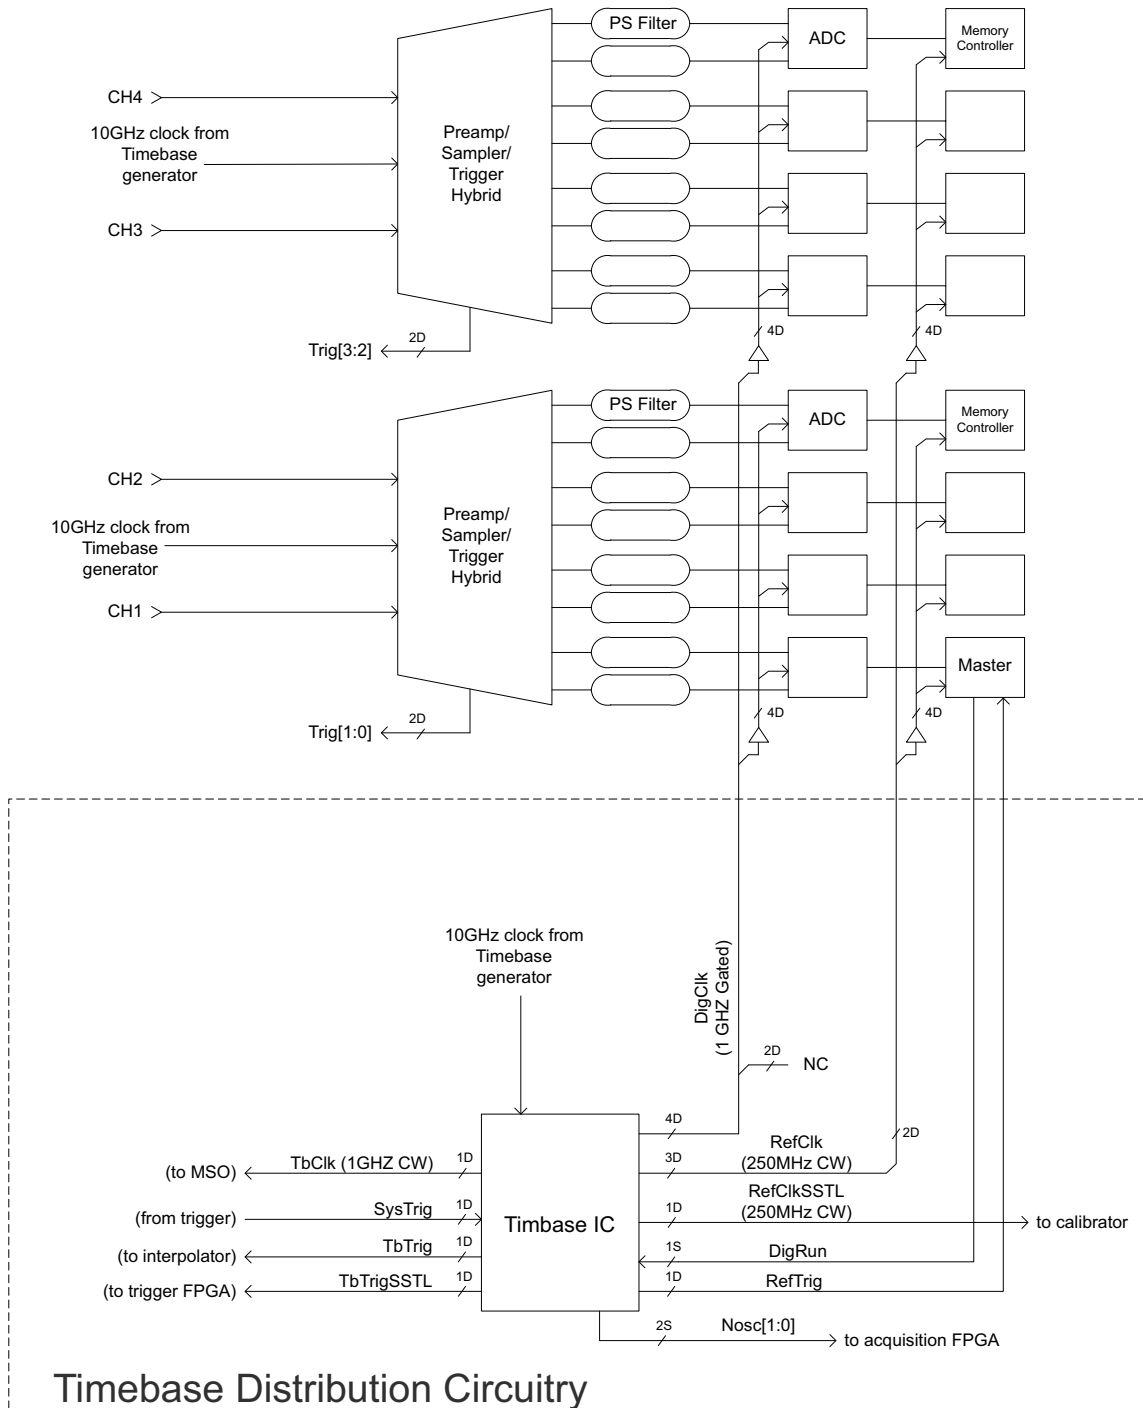 PS Filter
ADC
Memory
Controller
CH4
10GHz clock from
Timebase
generator
Preamp/
Sampler/
Trigger
Hybrid
CH3
2D
Trig[3:2]
4D
4D
PS Filter
ADC
Memory
Controller
CH2
10GHz clock from
Timebase
generator
Preamp/
Sampler/
Trigger
Hybrid
CH1
Master
2D
Trig[1:0]
4D
4D
10GHz clock from
Timebase
generator
DigClk
(1 GHZ Gated)
2D
NC
4D
2D
(to MSO)
TbClk (1GHZ CW)
1D
3D
RefClk
(250MHz CW)
(from trigger)
SysTrig
1D
Timbase IC
1D
RefClkSSTL
(250MHz CW)
to calibrator
(to interpolator)
TbTrig
1D
1S
DigRun
(to trigger FPGA)
TbTrigSSTL
1D
1D
RefTrig
2S
Nosc[1:0]
to acquisition FPGA
Timebase Distribution Circuitry